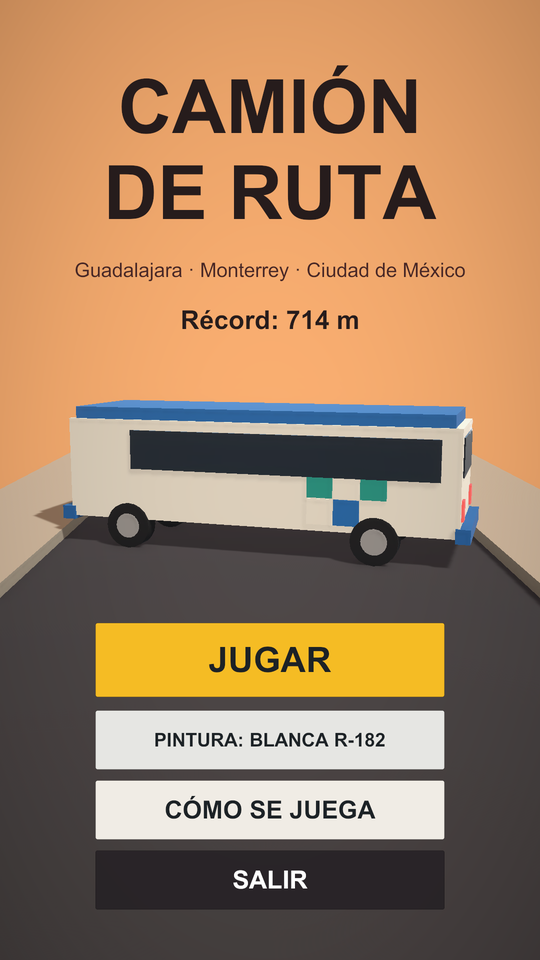 CAMIÓN
DE RUTA
Guadalajara · Monterrey · Ciudad de México
Récord: 714 m
JUGAR
PINTURA: BLANCA R-182
CÓMO SE JUEGA
SALIR